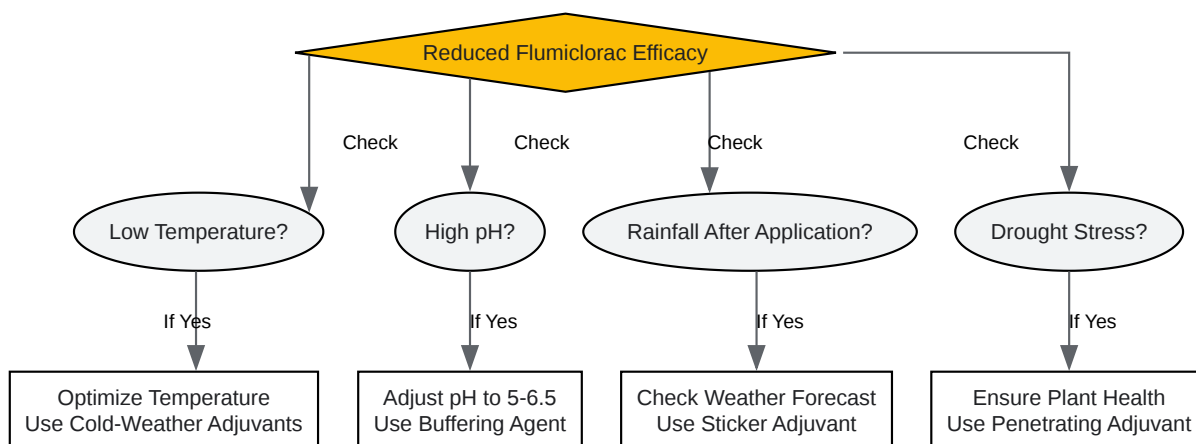 Reduced Flumiclorac Efficacy
Check
Check
Check
Check
Low Temperature?
High pH?
Rainfall After Application?
Drought Stress?
If Yes
If Yes
If Yes
If Yes
Optimize Temperature
Use Cold-Weather Adjuvants
Adjust pH to 5-6.5
Use Buffering Agent
Check Weather Forecast
Use Sticker Adjuvant
Ensure Plant Health
Use Penetrating Adjuvant